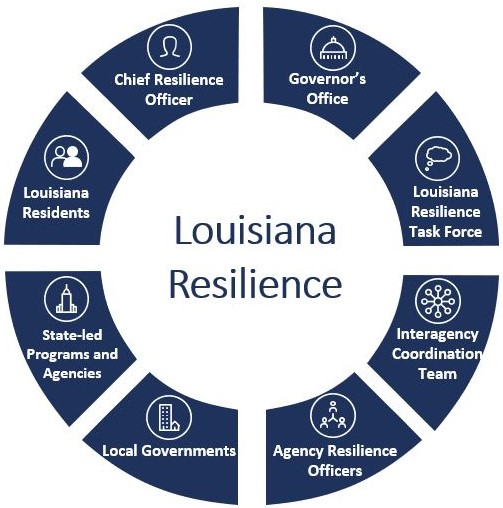 Louisiana
Resilience
Governor's
Office
Louisiana
Resilience
Task Force
Interagency
Coordination
Team
Agency Resilience
Officers
Local Governments
State-led
Programs and
Agencies
Louisiana
Residents
Chief Resilience
Officer